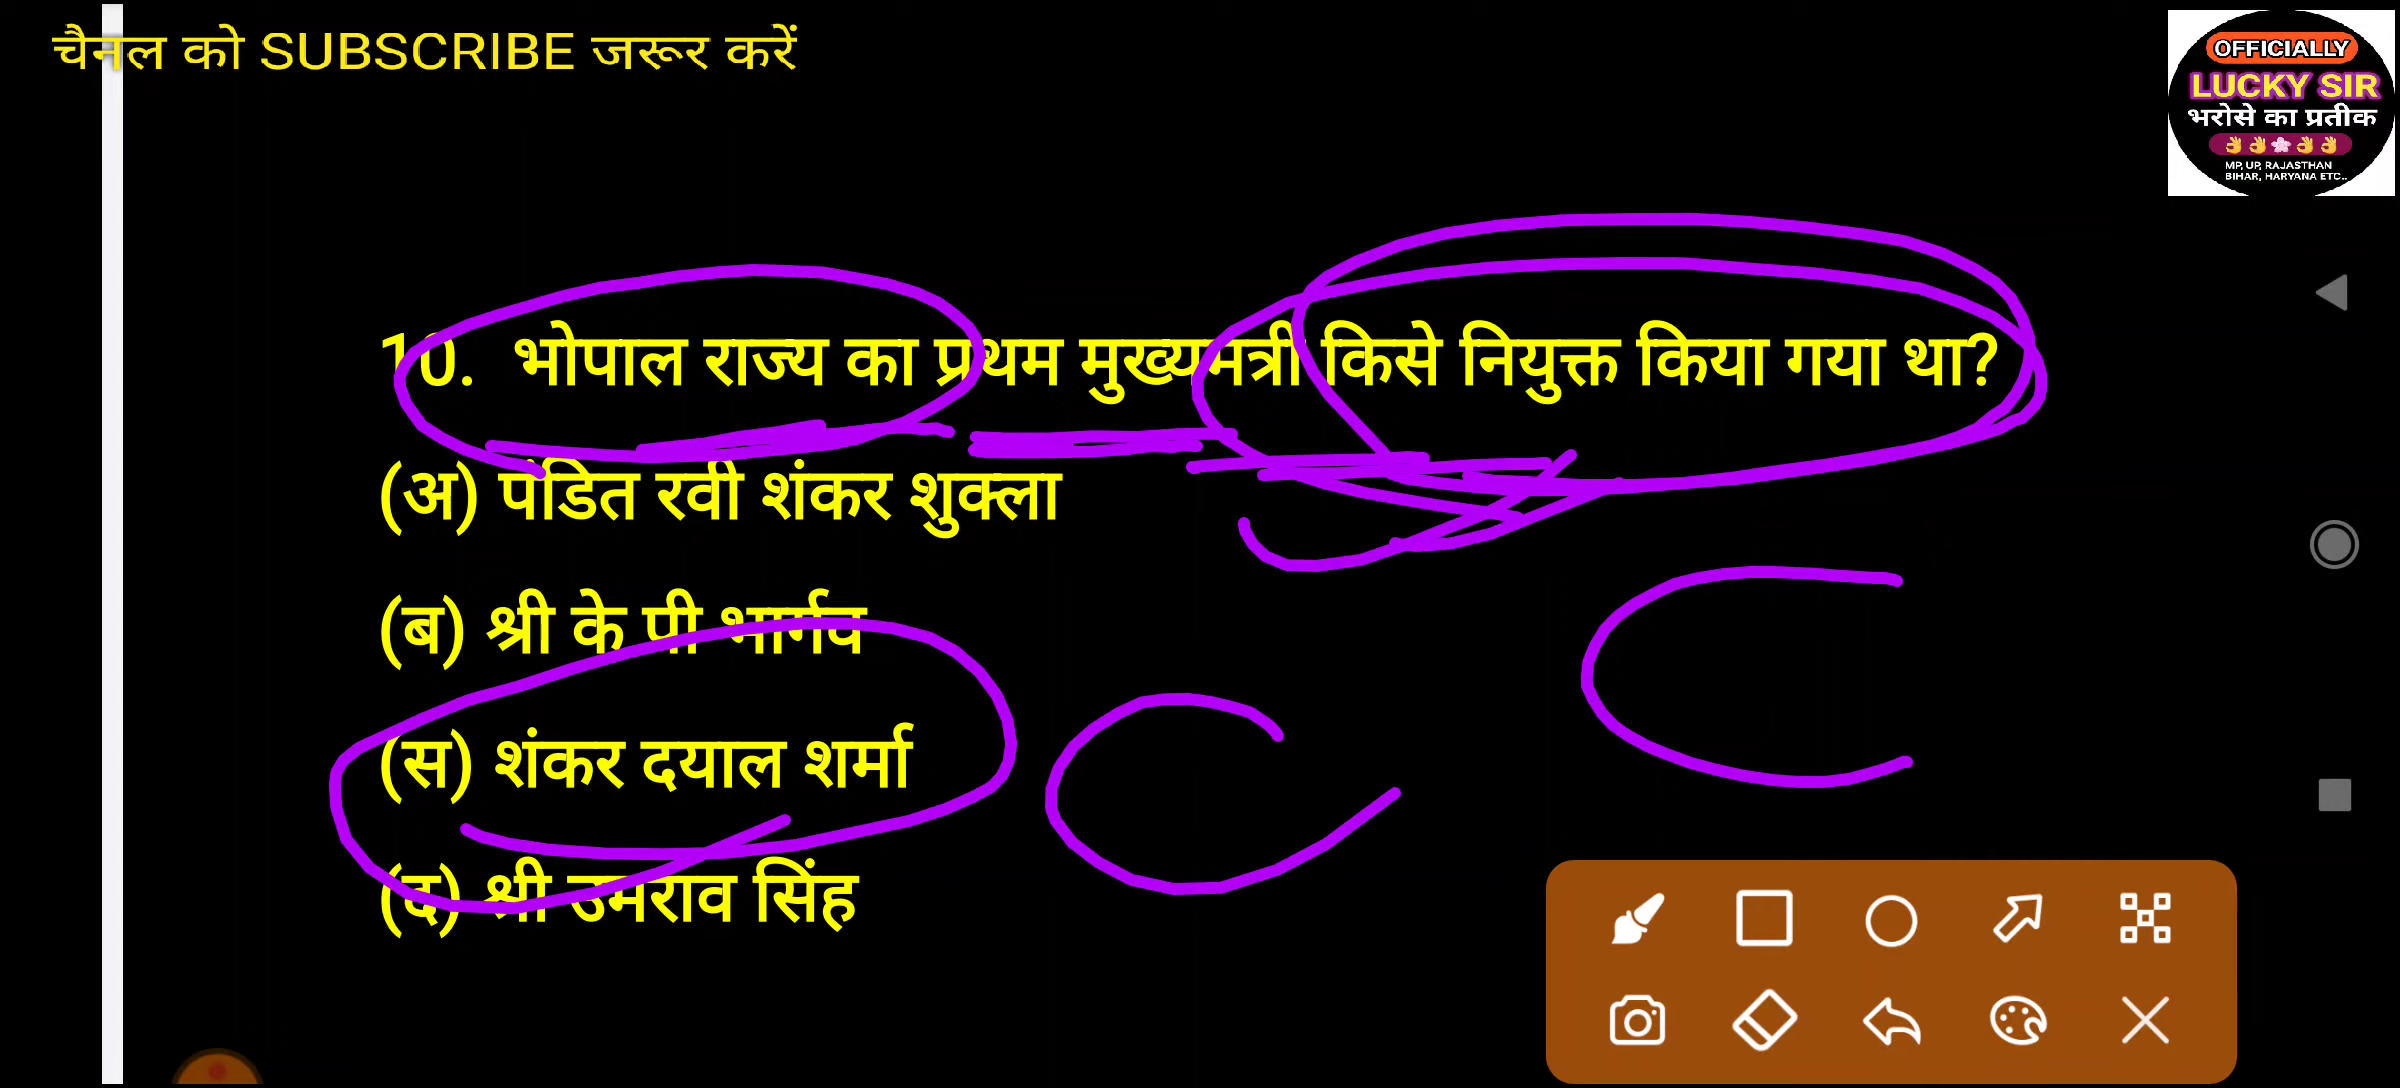 चैनल को SUBSCRIBE जरूर करें
OFFICIALLY
LUCKY SIR
भरोसे का प्रतीक
MP, UP, RAJASTHAN
BIHAR, HARYANA ETC..
10. भोपाल राज्य का प्रथम मुख्यमंत्री किसे नियुक्त किया गया था?
(अ) पंडित रवी शंकर शुक्ला
(ब) श्री के पी भार्गव
(स) शंकर दयाल शर्मा
(द) श्री उमराव सिंह